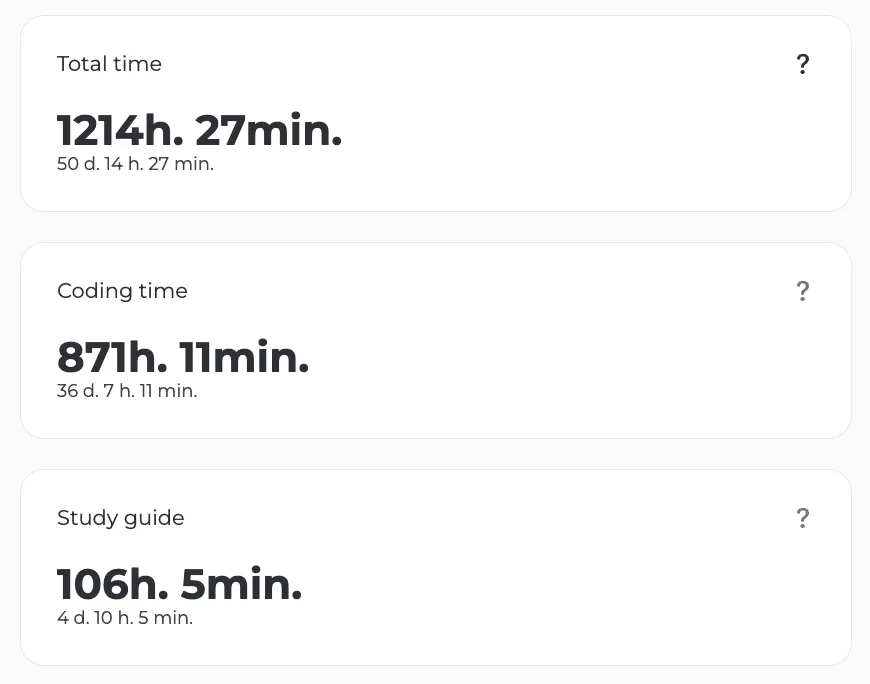 Total time ?
1214h. 27min.
50 d. 14 h. 27 min.
Coding time ?
871h. 11min.
36 d. 7 h. 11 min.
Study guide ?
106h. 5min.
4 d. 10 h. 5 min.